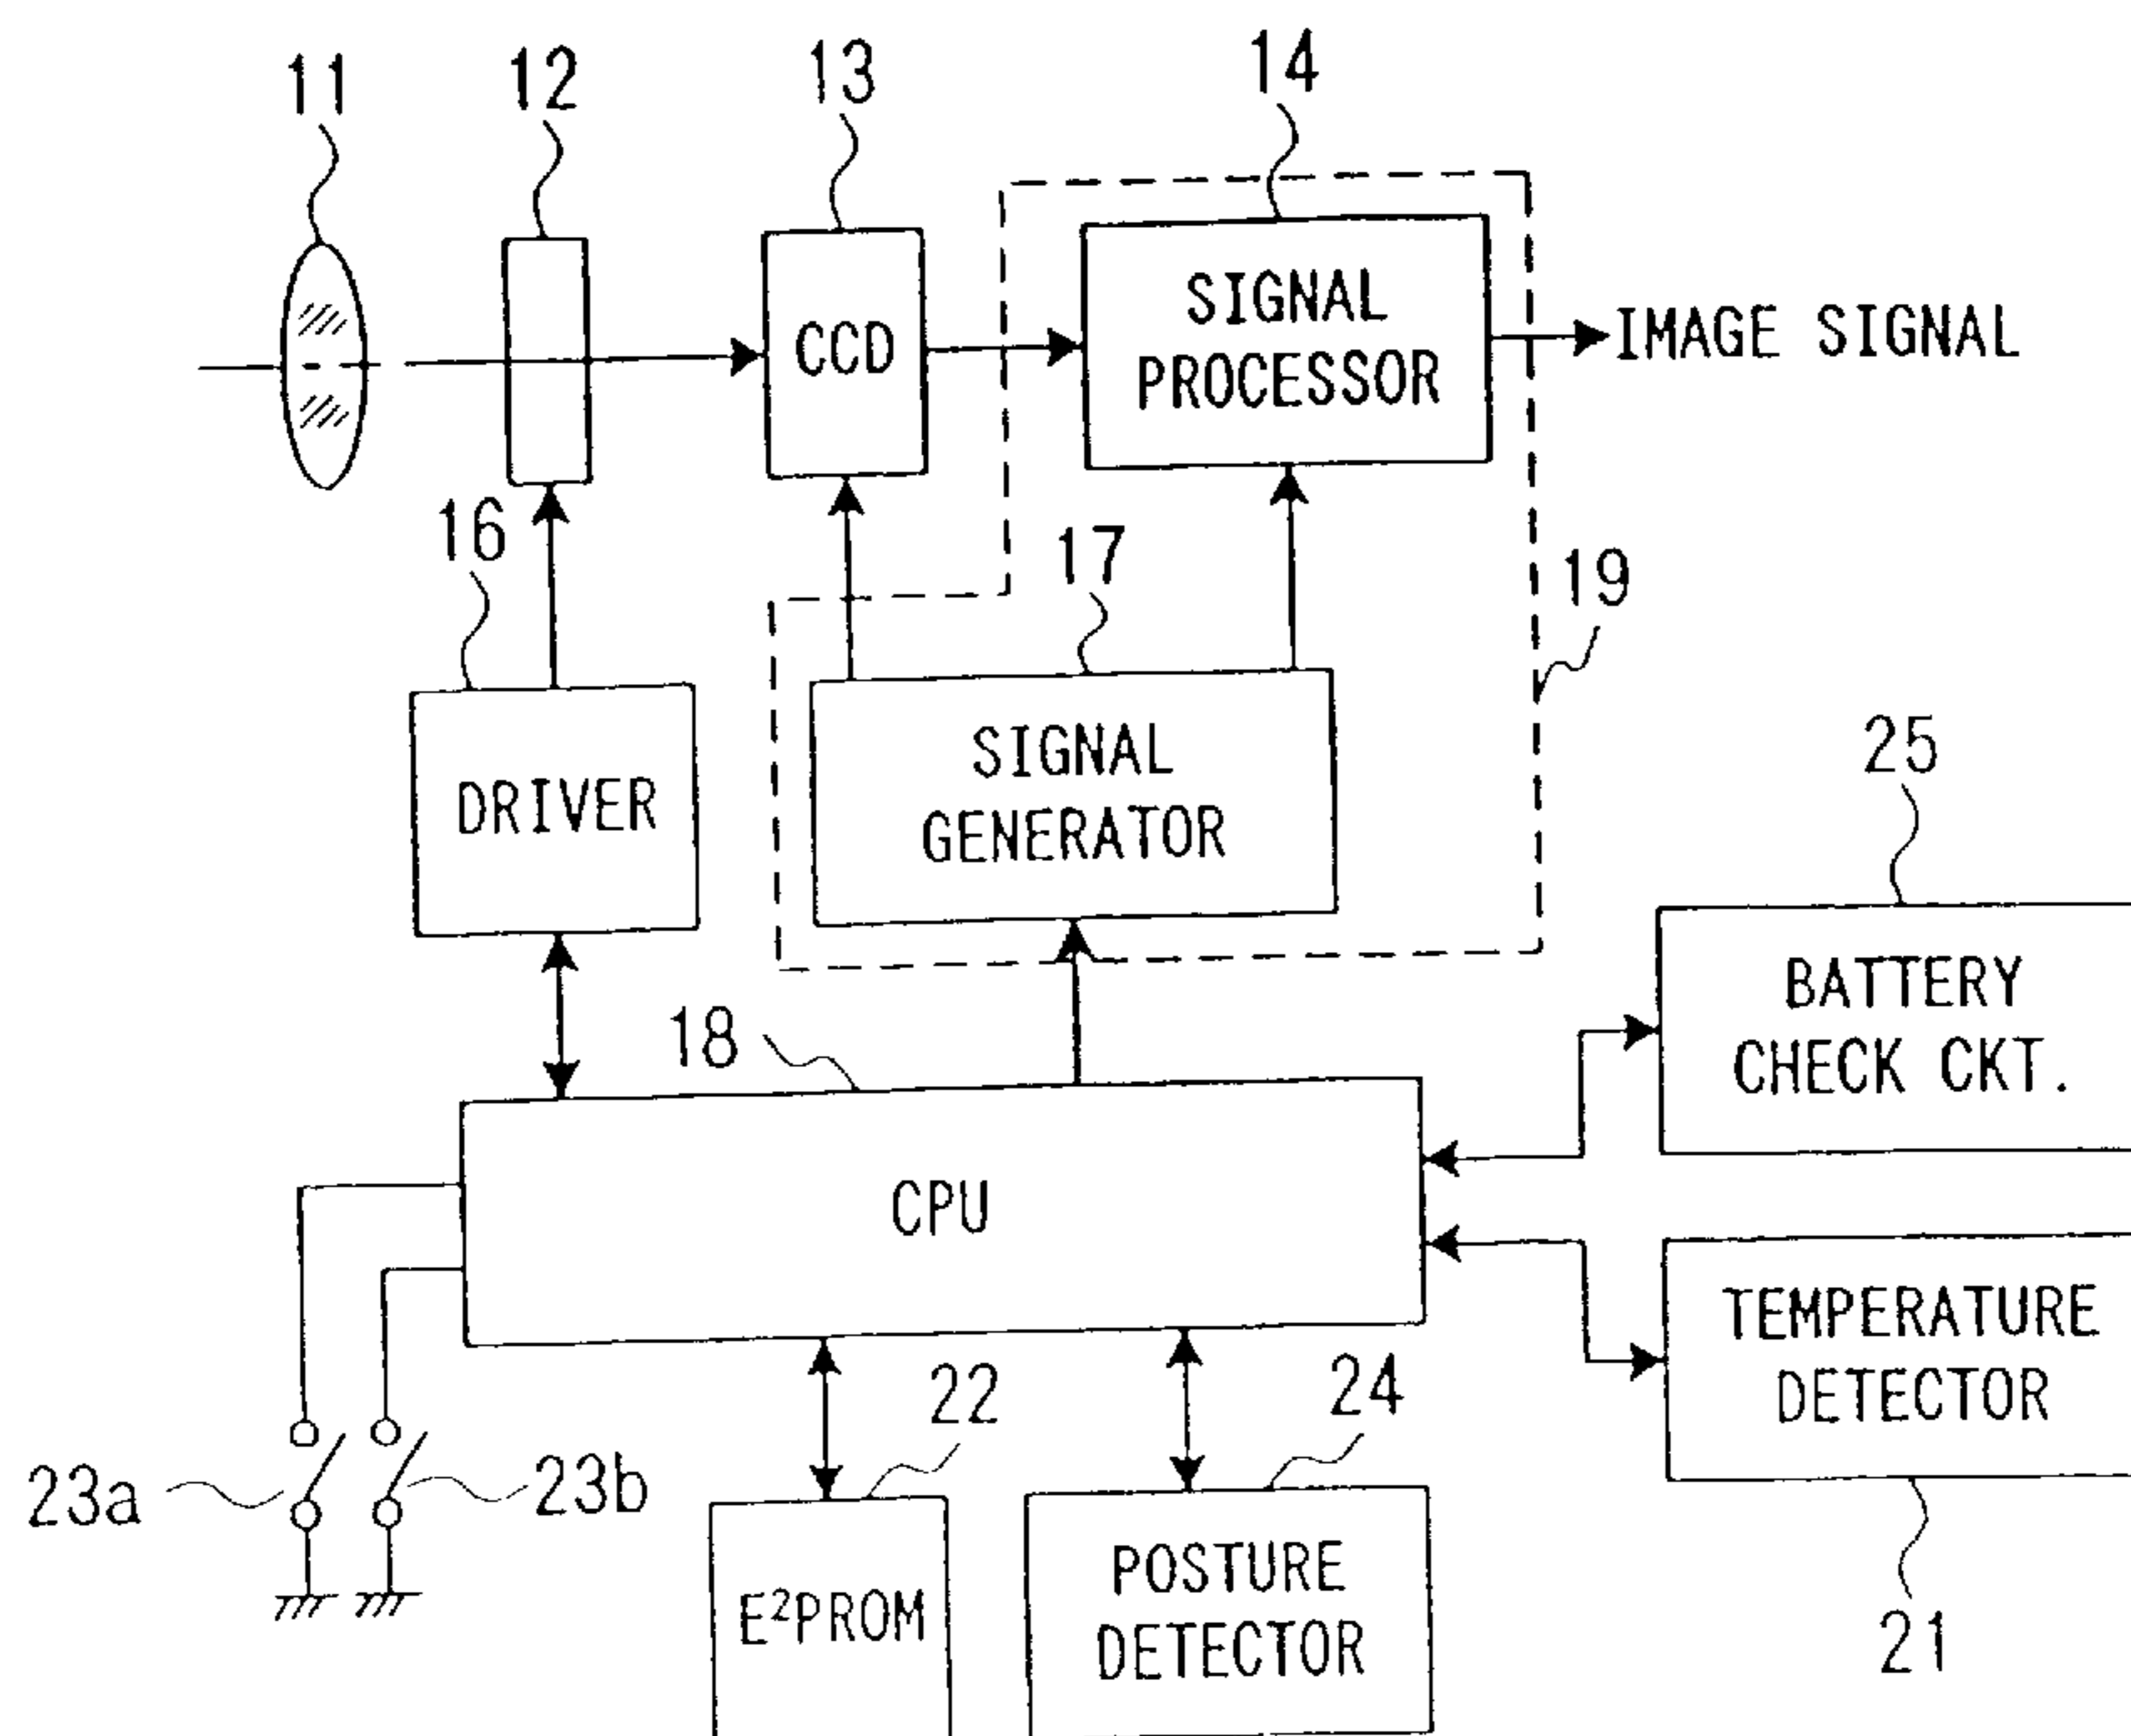 11
12
13
14
CCD
SIGNAL
PROCESSOR
IMAGE SIGNAL
16
17
19
DRIVER
SIGNAL
GENERATOR
25
18
BATTERY
CHECK CKT.
CPU
TEMPERATURE
DETECTOR
22
24
23a
23b
E²PROM
POSTURE
DETECTOR
21